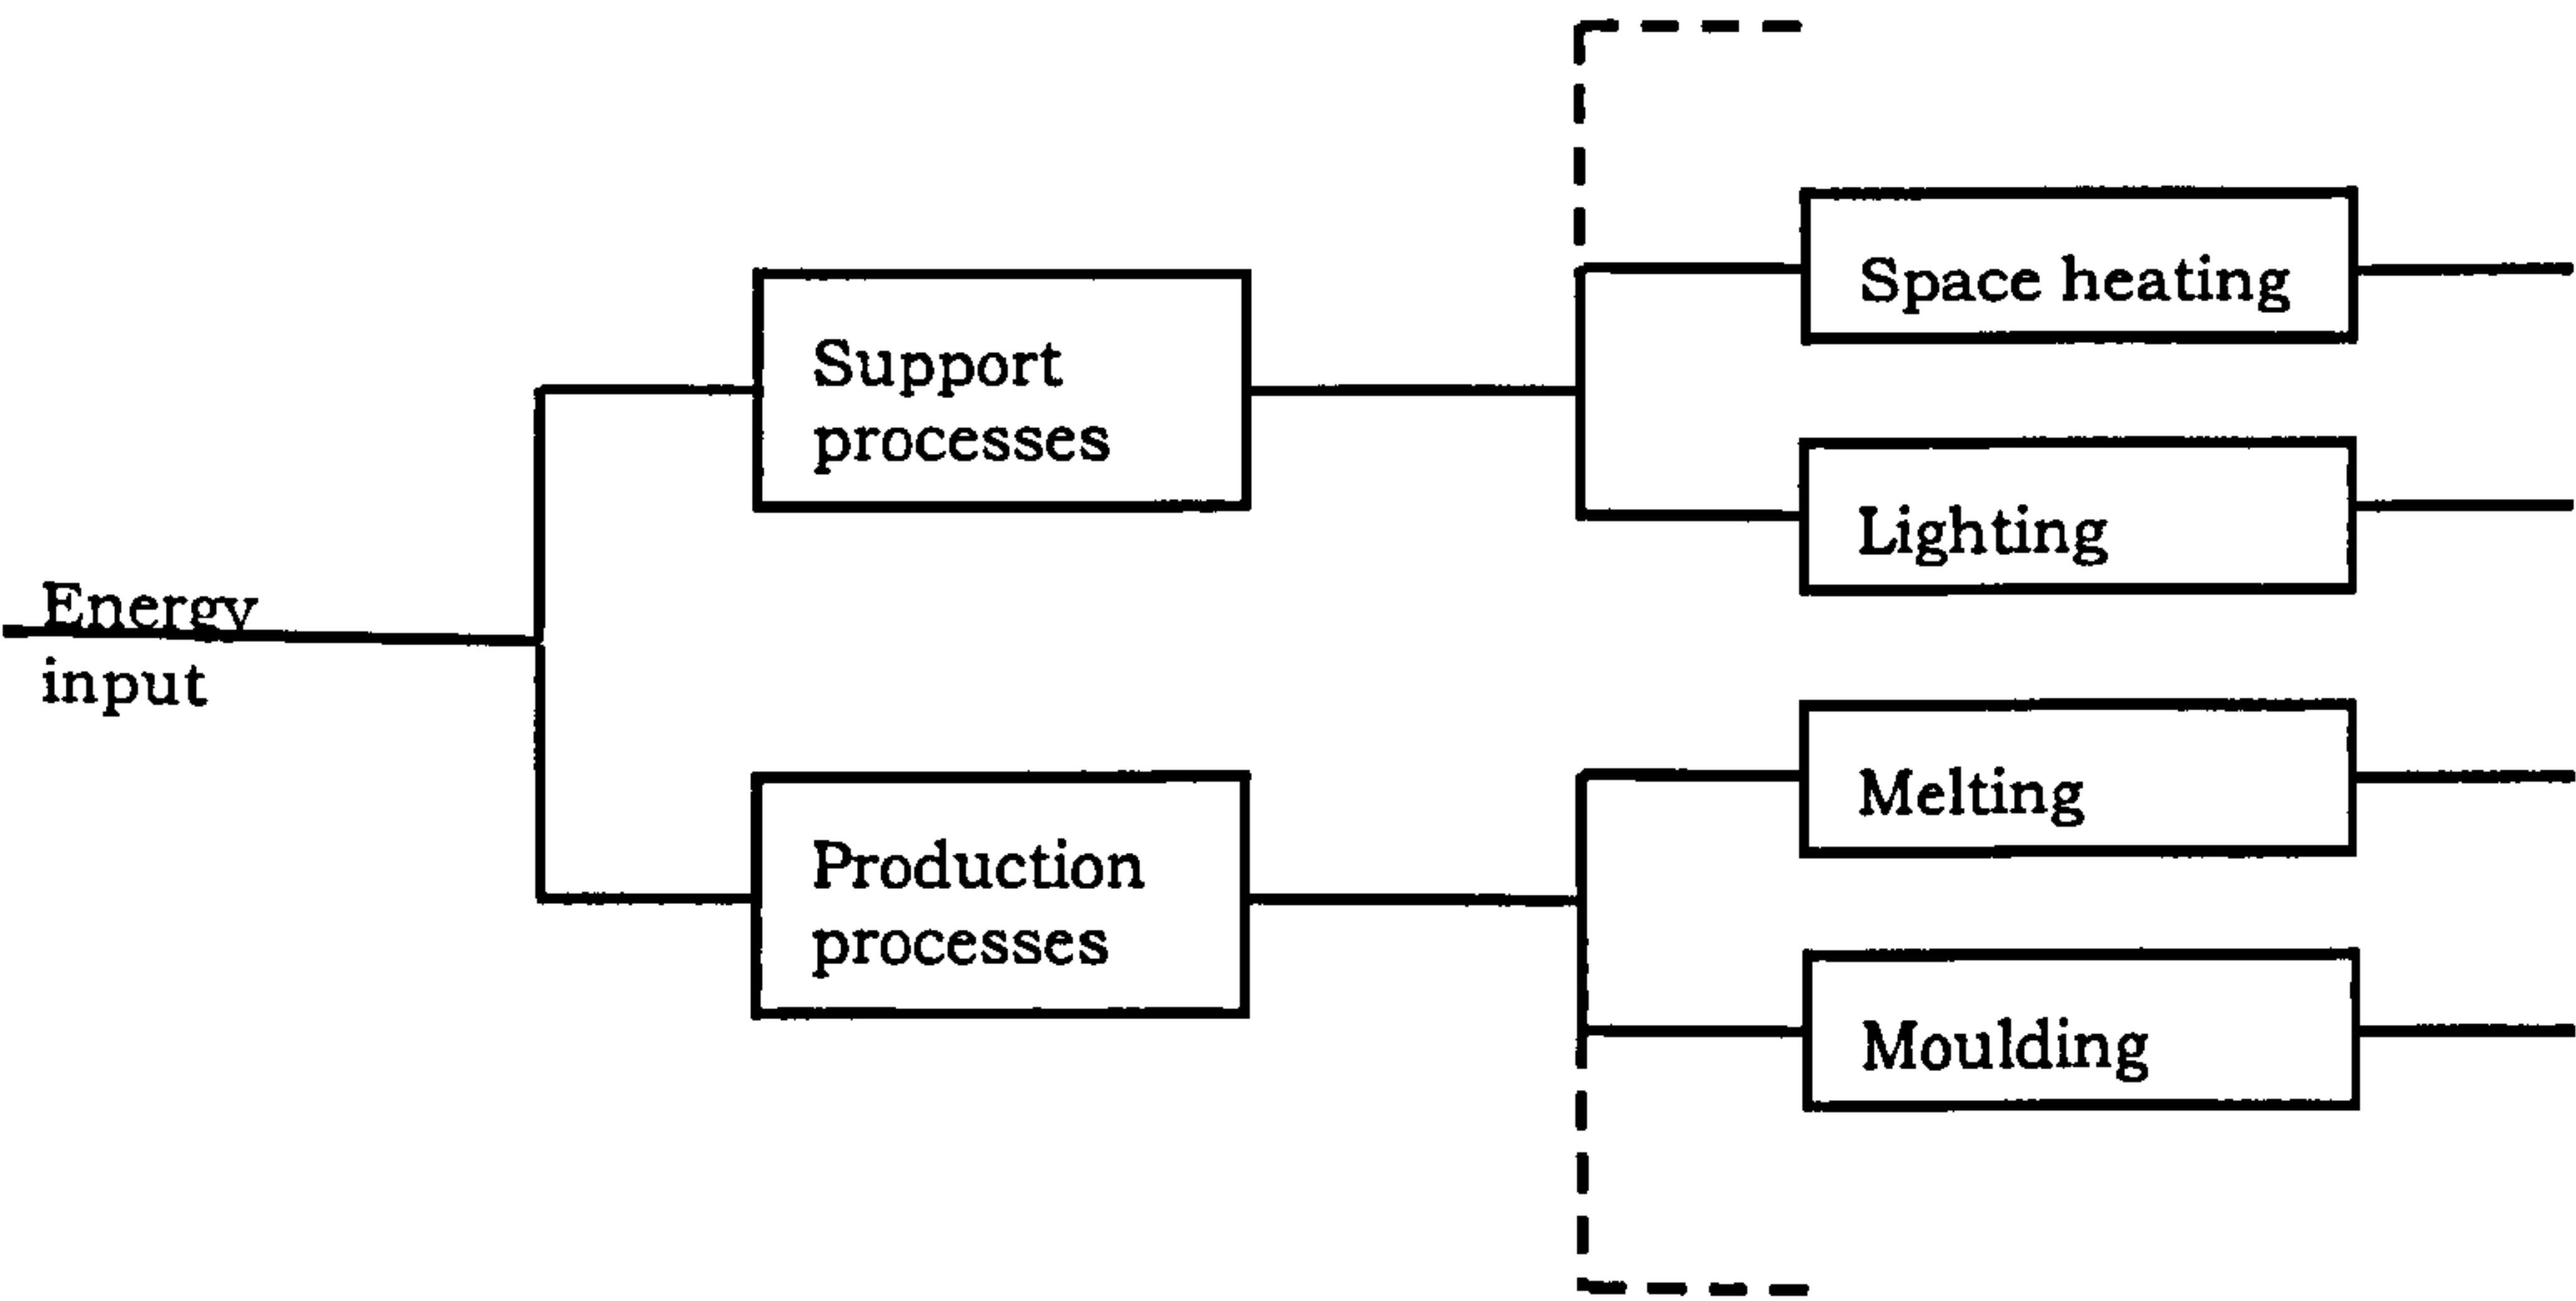 Energy
input
Support
processes
Production
processes
Space heating
Lighting
Melting
Moulding